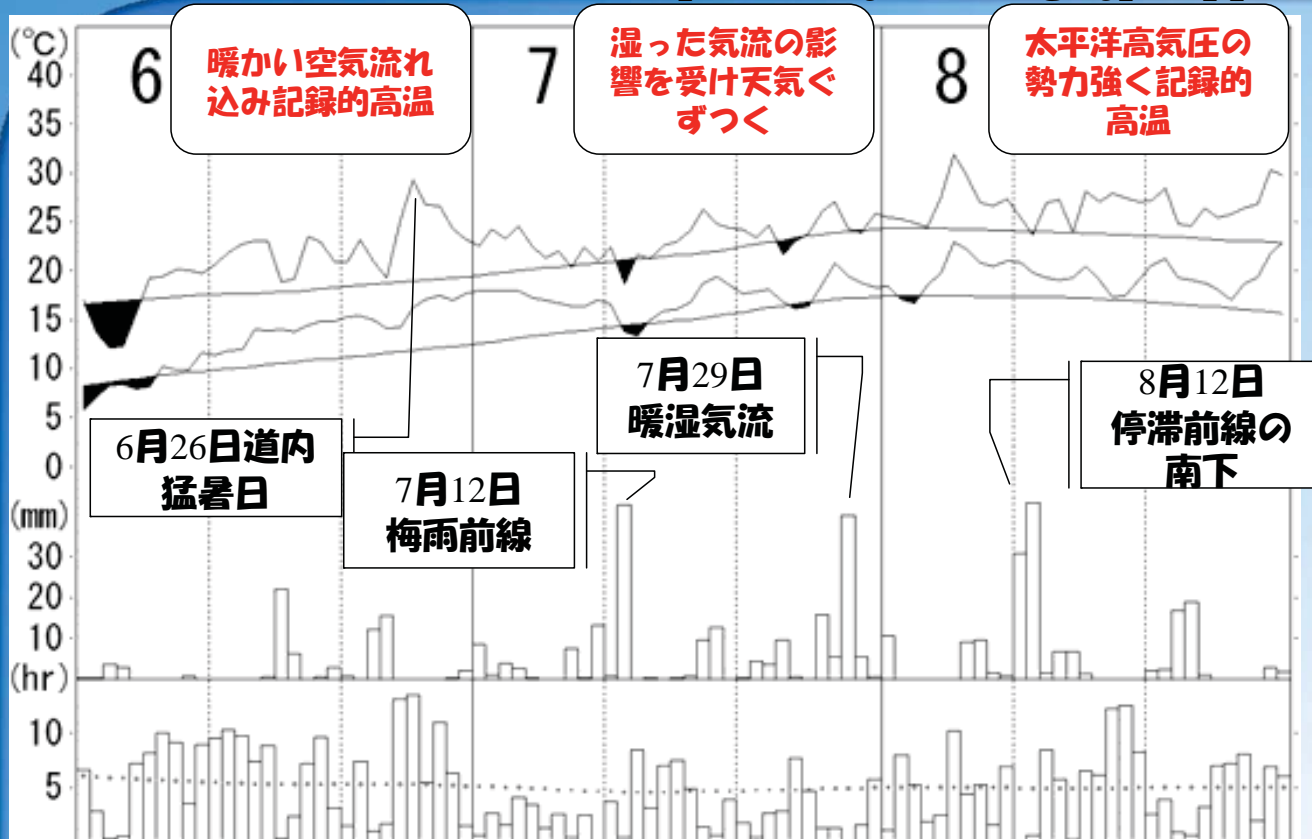 (℃)
40
35
30
25
20
15
10
5
0
(mm)
30
20
10
(hr)
10
5
6
暖かい空気流れ
込み記録的高温
7
湿った気流の影
響を受け天気ぐ
ずつく
8
太平洋高気圧の
勢力強く記録的
高温
6月26日道内
猛暑日
7月12日
梅雨前線
7月29日
暖湿気流
8月12日
停滞前線の
南下